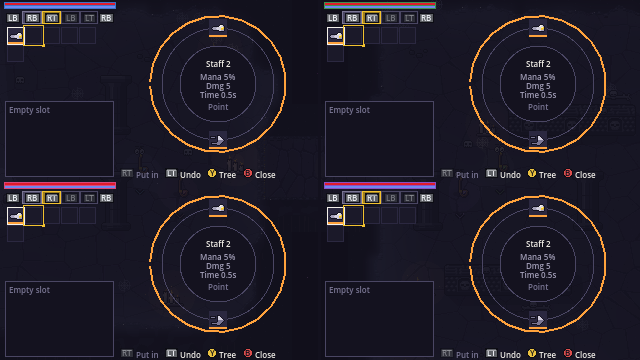 LB RB RT LB LT RB
Staff 2
Mana 5%
Dmg 5
Time 0.5s
Point
Empty slot
RT Put in LT Undo Y Tree B Close
LB RB RT LB LT RB
Staff 2
Mana 5%
Dmg 5
Time 0.5s
Point
Empty slot
RT Put in LT Undo Y Tree B Close
LB RB RT LB LT RB
Staff 2
Mana 5%
Dmg 5
Time 0.5s
Point
Empty slot
RT Put in LT Undo Y Tree B Close
LB RB RT LB LT RB
Staff 2
Mana 5%
Dmg 5
Time 0.5s
Point
Empty slot
RT Put in LT Undo Y Tree B Close